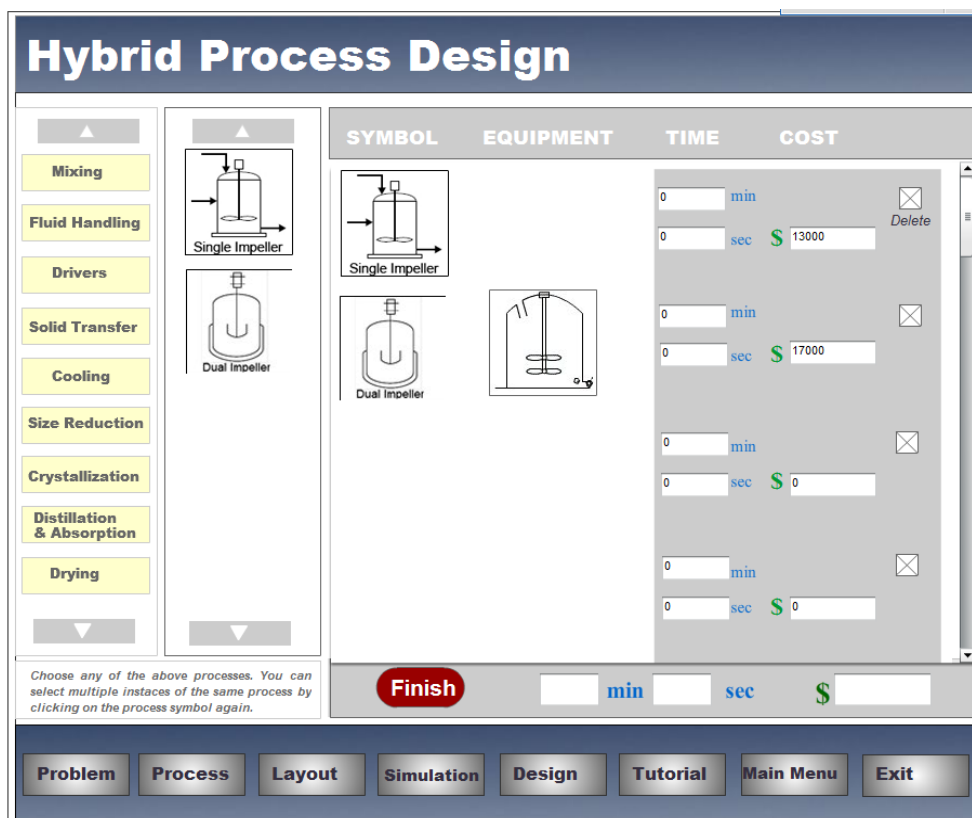 Hybrid Process Design
SYMBOL EQUIPMENT TIME COST
Mixing
Fluid Handling
Drivers
Solid Transfer
Cooling
Size Reduction
Crystallization
Distillation
& Absorption
Drying
Single Impeller
Dual Impeller
Single Impeller
Dual Impeller
0 min
Delete
0 sec $ 13000
0 min
0 sec $ 17000
0 min
0 sec $ 0
0 min
0 sec $ 0
Choose any of the above processes. You can
select multiple instaces of the same process by
clicking on the process symbol again.
Finish min sec $
Problem Process Layout Simulation Design Tutorial Main Menu Exit